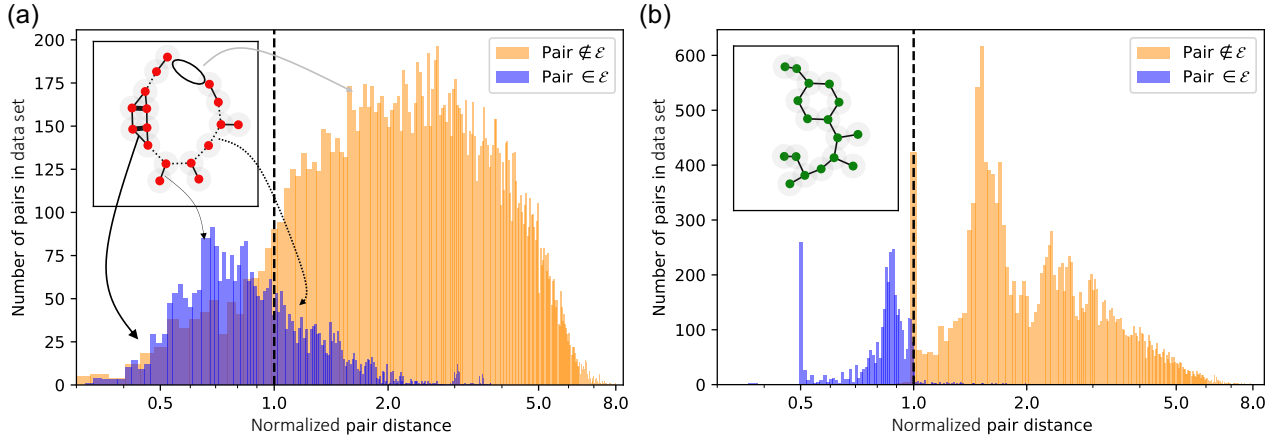 (a)
200
175
150
125
100
75
50
25
0
Number of pairs in data set
Pair ∉ ℰ
Pair ∈ ℰ
0.5
1.0
2.0
5.0
8.0
Normalized pair distance
(b)
600
500
400
300
200
100
0
Number of pairs in data set
Pair ∉ ℰ
Pair ∈ ℰ
0.5
1.0
2.0
5.0
8.0
Normalized pair distance